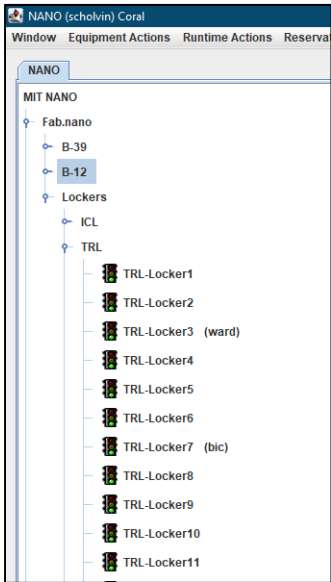 NANO (scholvin) Coral
Window Equipment Actions Runtime Actions Reservat
NANO
MIT NANO
Fab.nano
B-39
B-12
Lockers
ICL
TRL
TRL-Locker1
TRL-Locker2
TRL-Locker3 (ward)
TRL-Locker4
TRL-Locker5
TRL-Locker6
TRL-Locker7 (bic)
TRL-Locker8
TRL-Locker9
TRL-Locker10
TRL-Locker11